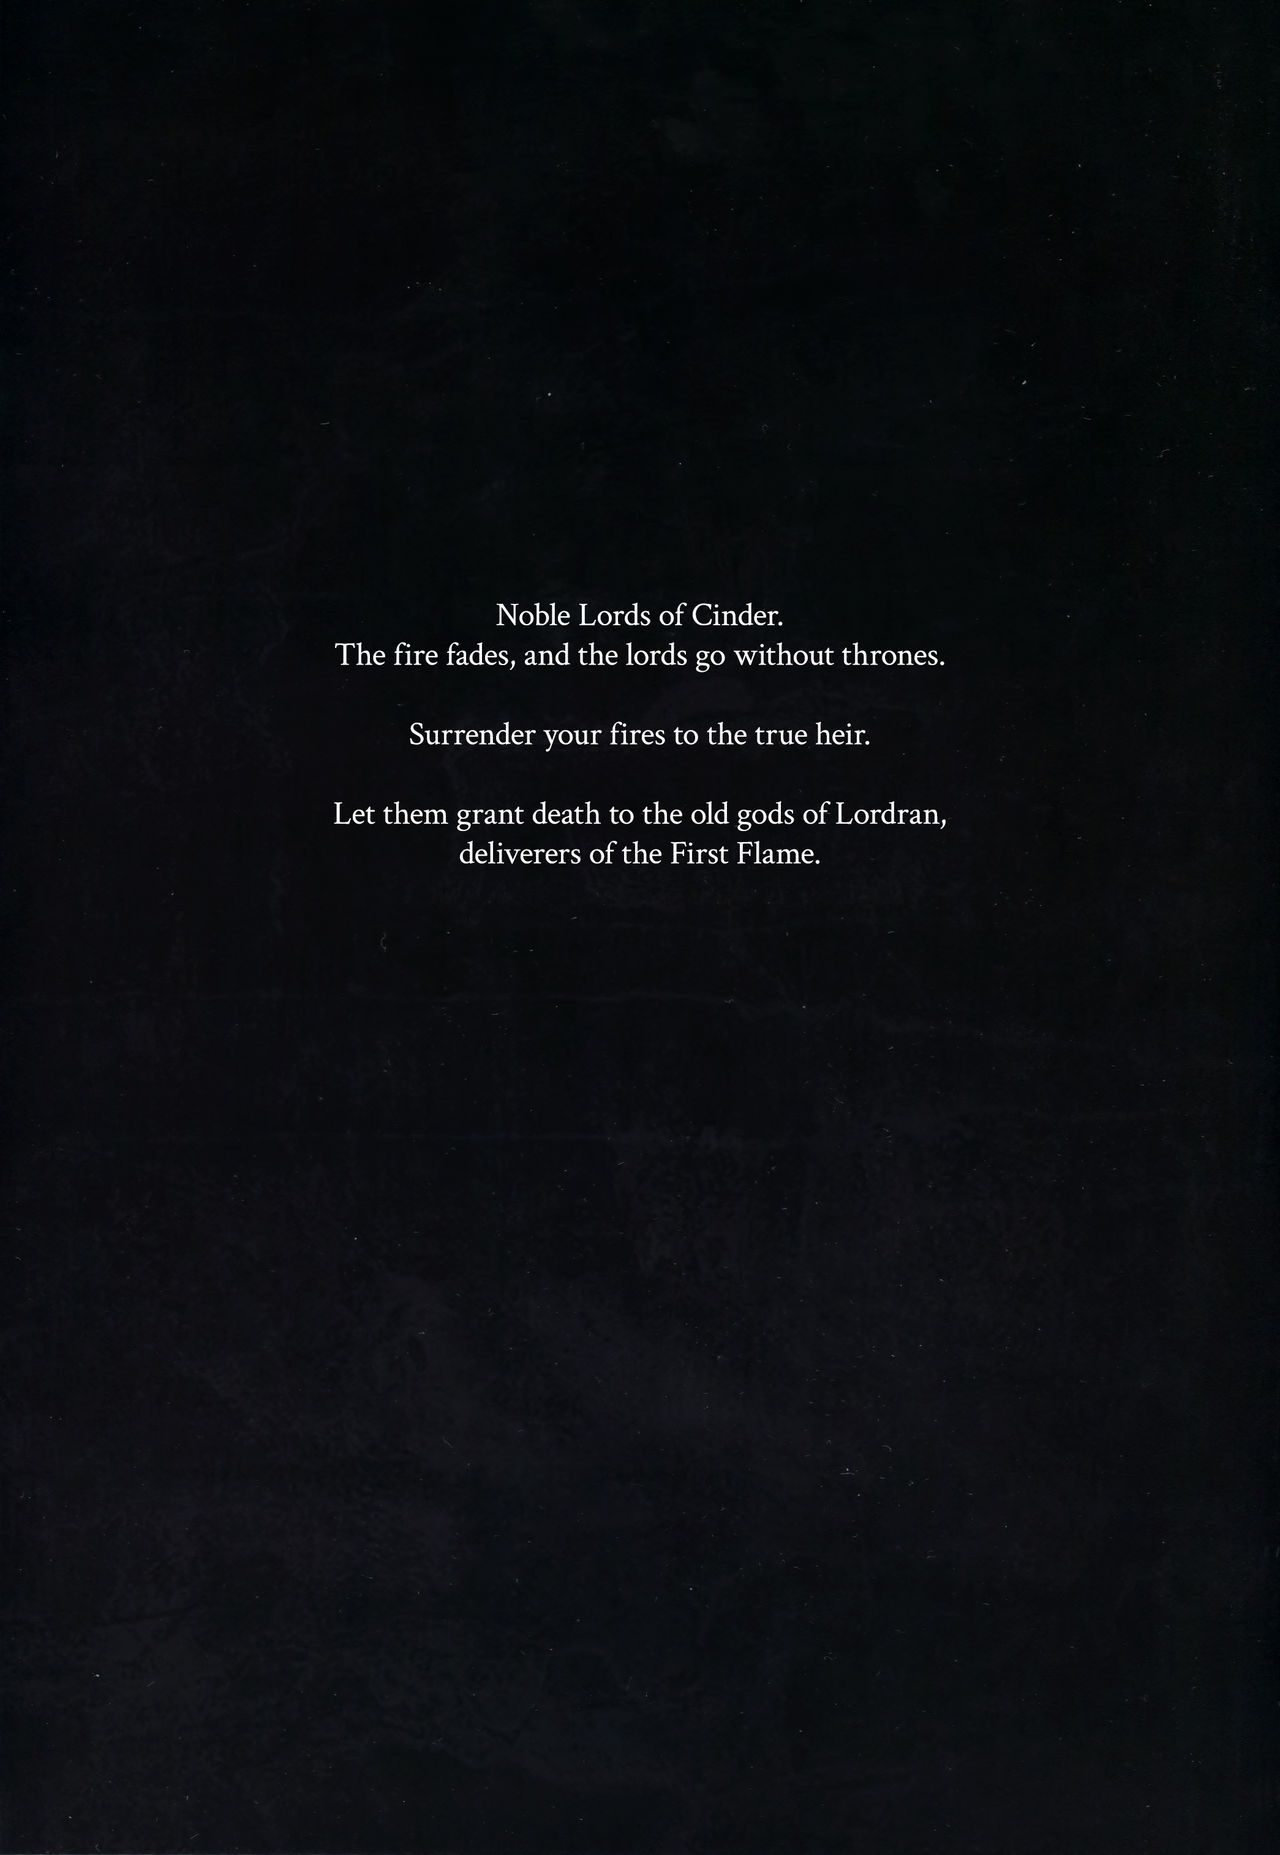 Noble Lords of Cinder.
The fire fades, and the lords go without thrones.
Surrender your fires to the true heir.
Let them grant death to the old gods of Lordran,
deliverers of the First Flame.